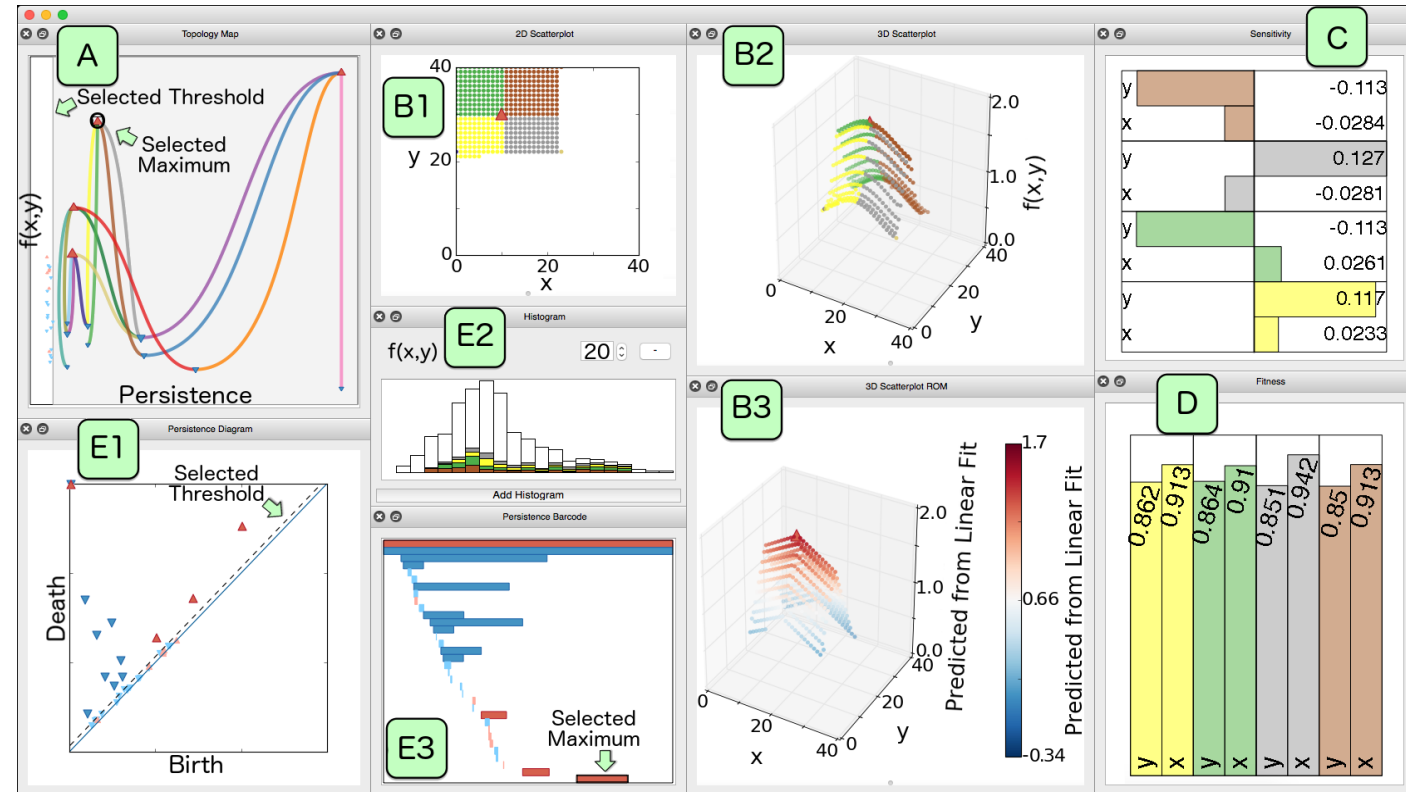 Topology Map
A
Selected Threshold
Selected
Maximum
f(x,y)
Persistence
2D Scatterplot
B1
40
y
20
0
0
20
40
x
3D Scatterplot
B2
2.0
1.0
0.0
f(x,y)
0
20
40
x
0
20
40
y
Sensitivity
C
y
-0.113
x
-0.0284
y
0.127
x
-0.0281
y
-0.113
x
0.0261
y
0.117
x
0.0233
Histogram
E2
f(x,y)
20
-
Add Histogram
Persistence Diagram
E1
Selected
Threshold
Death
Birth
Persistence Barcode
E3
Selected
Maximum
3D Scatterplot ROM
B3
2.0
1.0
0.0
Predicted from Linear Fit
0
20
40
x
0
20
40
y
1.7
0.66
-0.34
Predicted from Linear Fit
Fitness
D
0.862
0.913
0.864
0.91
0.851
0.942
0.85
0.913
y
x
y
x
y
x
y
x